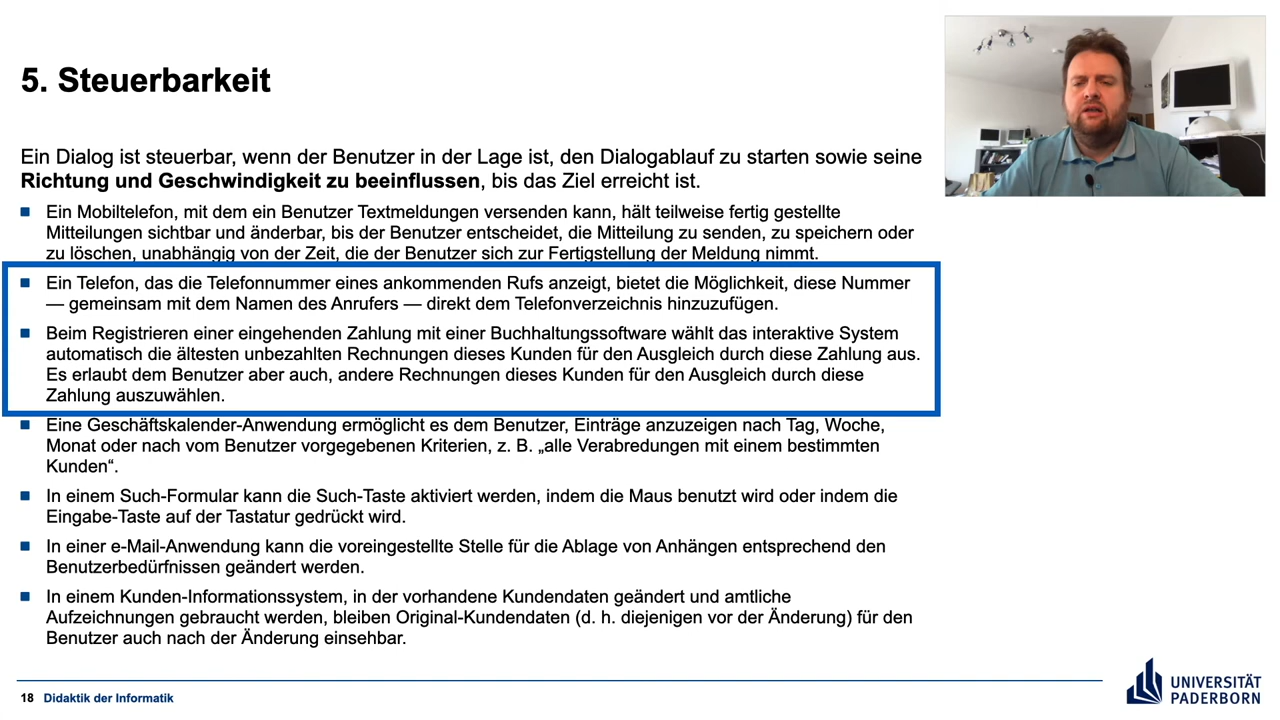 5. Steuerbarkeit
Ein Dialog ist steuerbar, wenn der Benutzer in der Lage ist, den Dialogablauf zu starten sowie seine
Richtung und Geschwindigkeit zu beeinflussen, bis das Ziel erreicht ist.
Ein Mobiltelefon, mit dem ein Benutzer Textmeldungen versenden kann, hält teilweise fertig gestellte
Mitteilungen sichtbar und änderbar, bis der Benutzer entscheidet, die Mitteilung zu senden, zu speichern oder
zu löschen, unabhängig von der Zeit, die der Benutzer sich zur Fertigstellung der Meldung nimmt.
Ein Telefon, das die Telefonnummer eines ankommenden Rufs anzeigt, bietet die Möglichkeit, diese Nummer
— gemeinsam mit dem Namen des Anrufers — direkt dem Telefonverzeichnis hinzuzufügen.
Beim Registrieren einer eingehenden Zahlung mit einer Buchhaltungssoftware wählt das interaktive System
automatisch die ältesten unbezahlten Rechnungen dieses Kunden für den Ausgleich durch diese Zahlung aus.
Es erlaubt dem Benutzer aber auch, andere Rechnungen dieses Kunden für den Ausgleich durch diese
Zahlung auszuwählen.
Eine Geschäftskalender-Anwendung ermöglicht es dem Benutzer, Einträge anzuzeigen nach Tag, Woche,
Monat oder nach vom Benutzer vorgegebenen Kriterien, z. B. „alle Verabredungen mit einem bestimmten
Kunden“.
In einem Such-Formular kann die Such-Taste aktiviert werden, indem die Maus benutzt wird oder indem die
Eingabe-Taste auf der Tastatur gedrückt wird.
In einer e-Mail-Anwendung kann die voreingestellte Stelle für die Ablage von Anhängen entsprechend den
Benutzerbedürfnissen geändert werden.
In einem Kunden-Informationssystem, in der vorhandene Kundendaten geändert und amtliche
Aufzeichnungen gebraucht werden, bleiben Original-Kundendaten (d. h. diejenigen vor der Änderung) für den
Benutzer auch nach der Änderung einsehbar.
18 Didaktik der Informatik
UNIVERSITÄT
PADERBORN